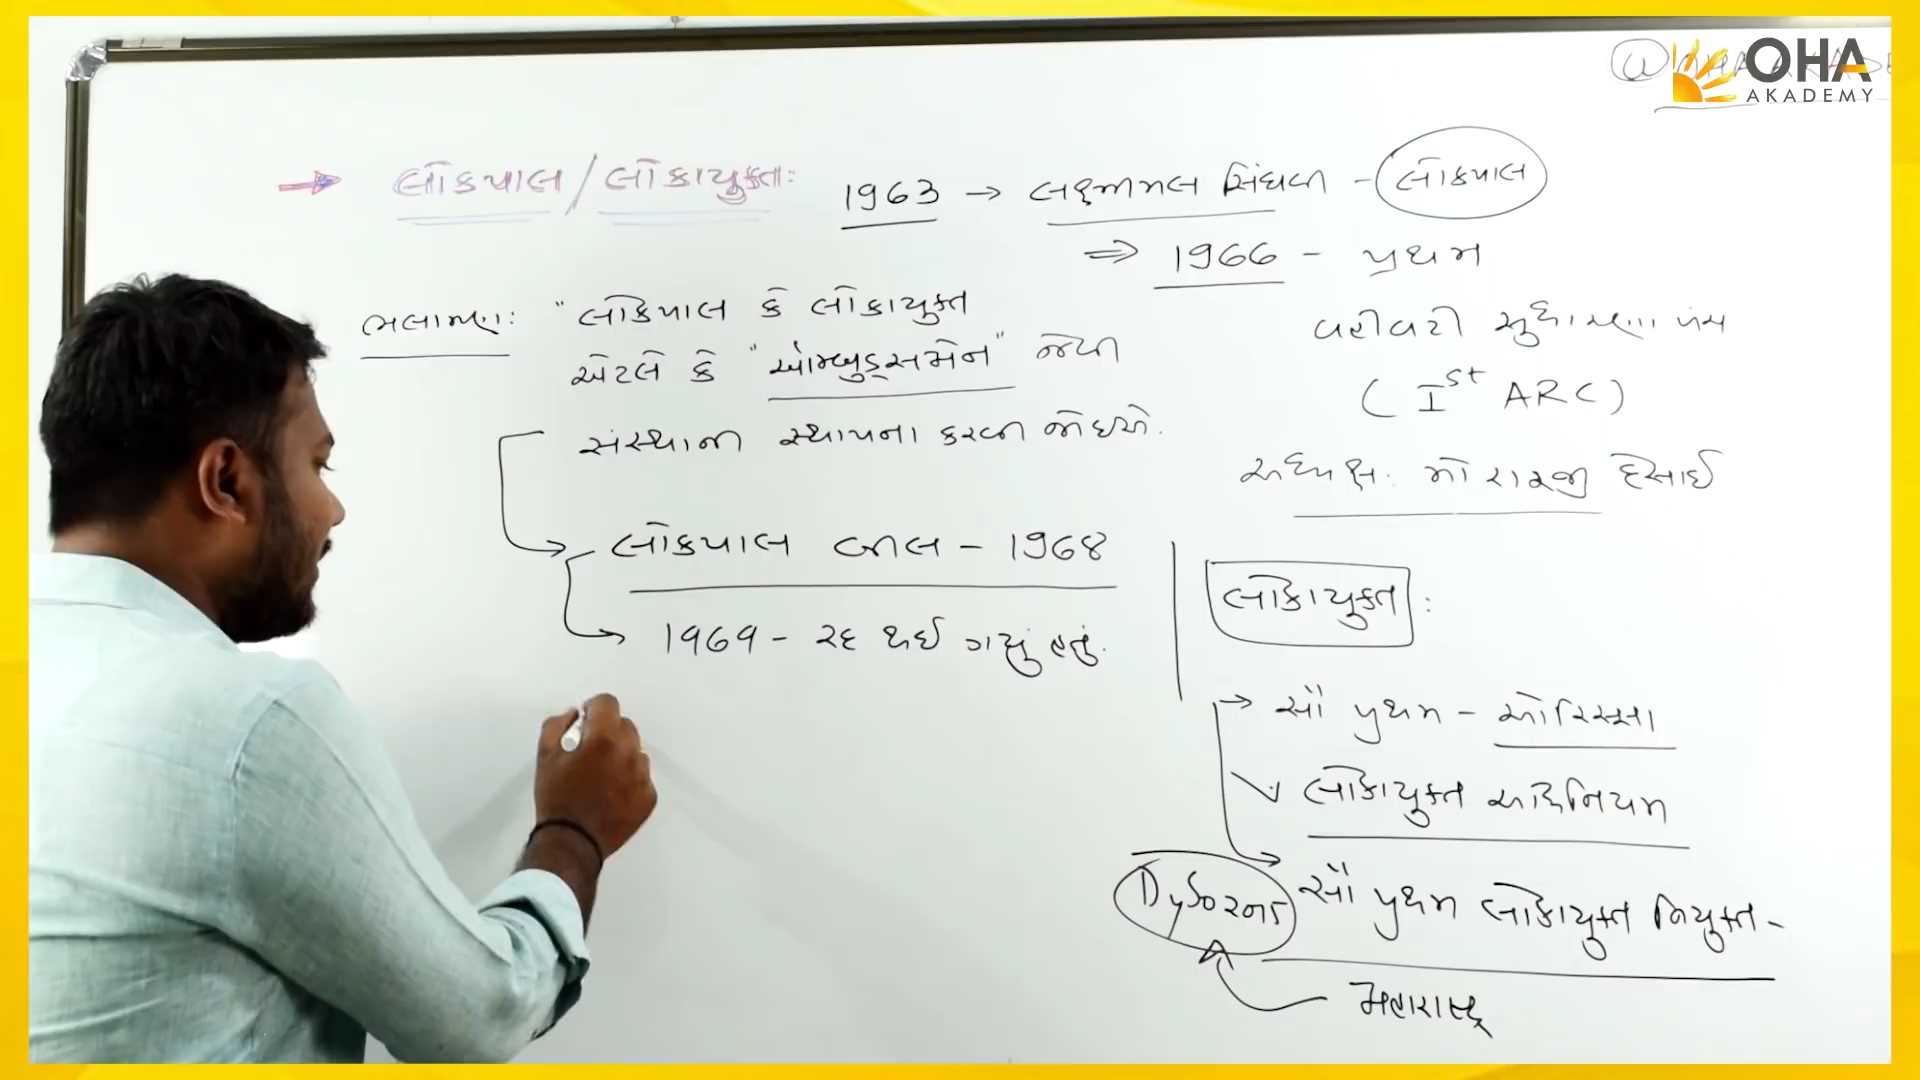 OHA
AKADEMY
→ લોકપાલ / લોકાયુક્ત:
1963 → લક્ષ્મીમલ સિંઘવી - લોકપાલ
⇒ 1966 - પ્રથમ
વહીવટી સુધારણા પંચ
(Ist ARC)
અધ્યક્ષ: મોરારજી દેસાઈ
ભલામણ: "લોકપાલ કે લોકાયુક્ત
એટલે કે "ઓમ્બુડ્સમેન" જેવી
સંસ્થાની સ્થાપના કરવી જોઇએ.
→ લોકપાલ બીલ - 1968
→ 1969 - રદ થઈ ગયું હતું.
લોકાયુક્ત :
→ સૌ પ્રથમ - ઓરિસ્સા
લોકાયુક્ત અધિનિયમ
→ સૌ પ્રથમ લોકાયુક્ત નિયુક્ત -
મહારાષ્ટ્ર